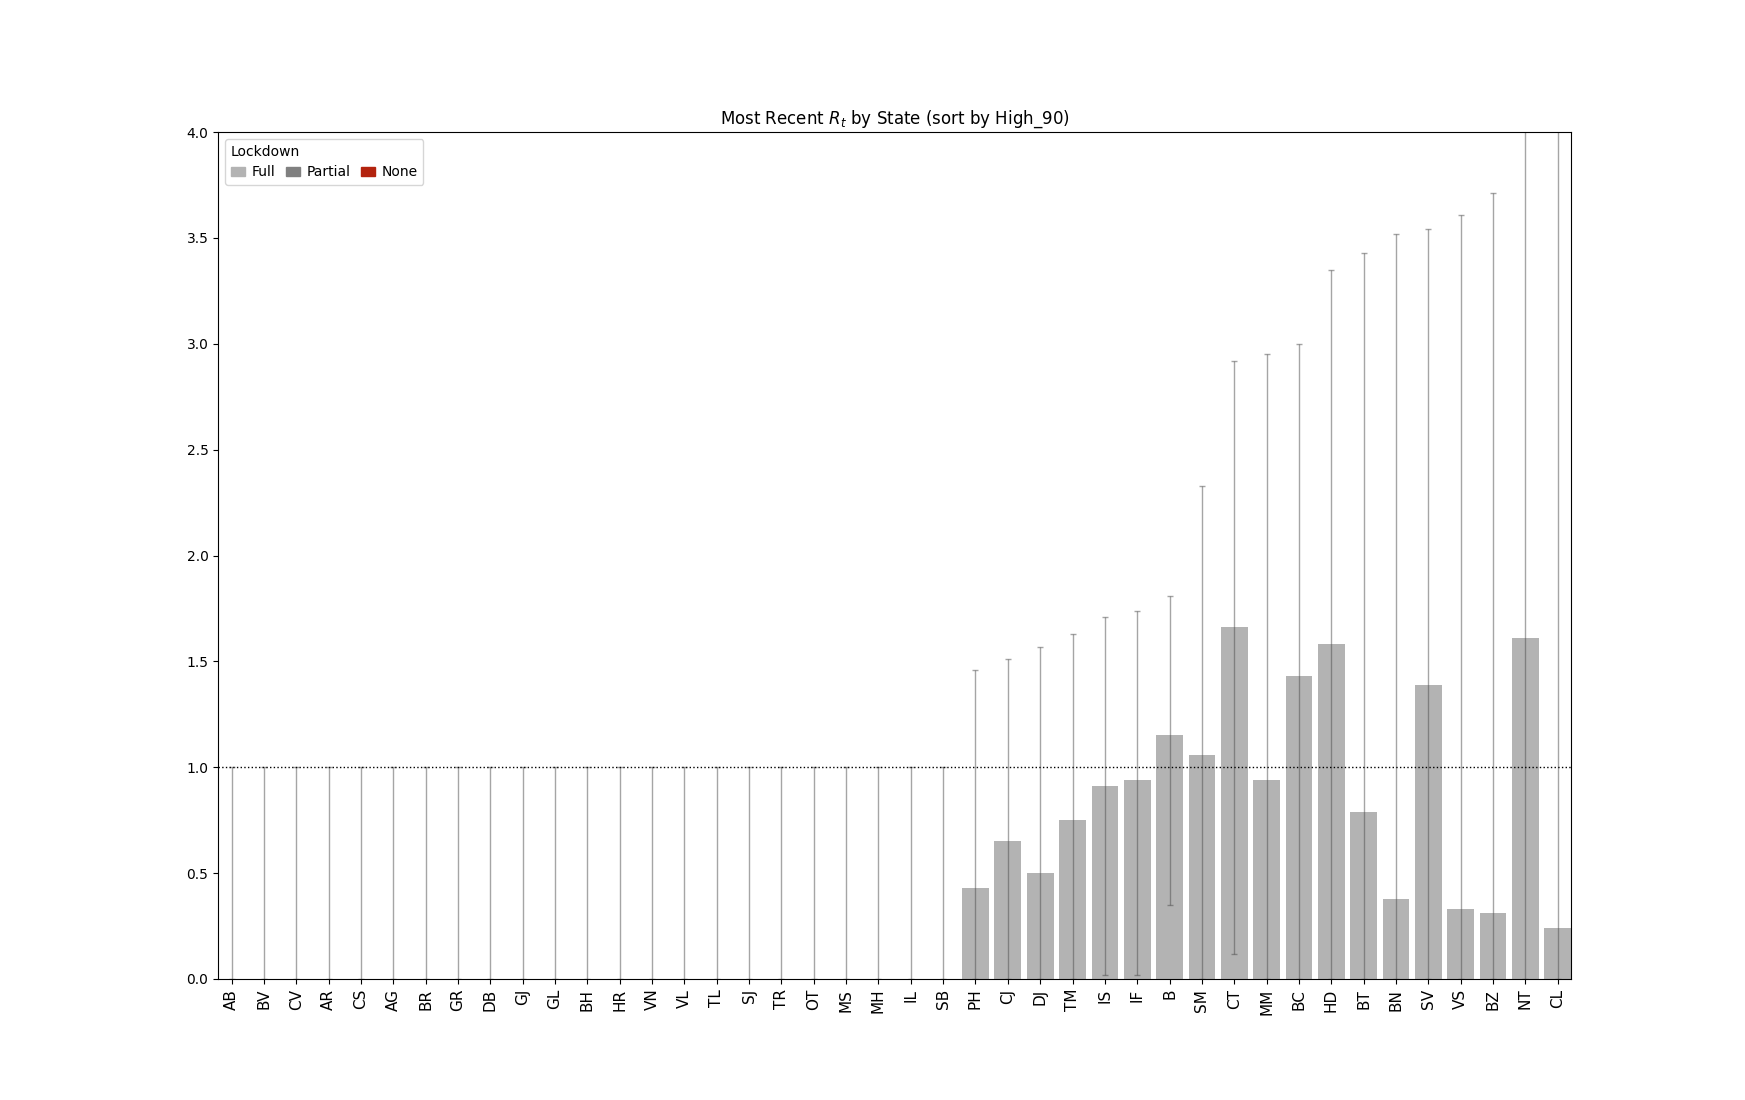 Most Recent R_t by State (sort by High_90)
Lockdown
Full Partial None
4.0
3.5
3.0
2.5
2.0
1.5
1.0
0.5
0.0
AB BV CV AR CS AG BR GR DB GJ GL BH HR VN VL TL SJ TR OT MS MH IL SB PH CJ DJ TM IS IF B SM CT MM BC HD BT BN SV VS BZ NT CL